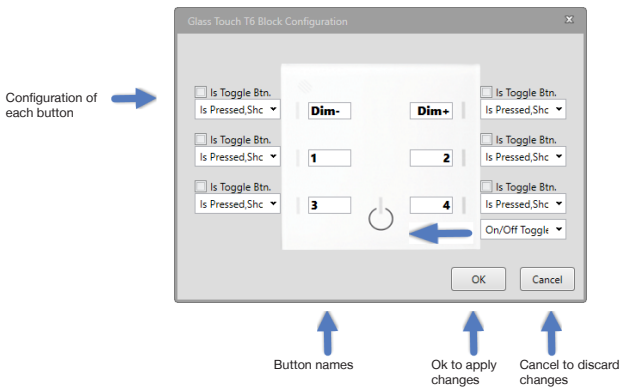 Glass Touch T6 Block Configuration
x
Configuration of
each button
Is Toggle Btn.
Is Toggle Btn.
Is Pressed,Shc
Dim-
Dim+
Is Pressed,Shc
Is Toggle Btn.
Is Toggle Btn.
Is Pressed,Shc
1
2
Is Pressed,Shc
Is Toggle Btn.
Is Toggle Btn.
Is Pressed,Shc
3
4
Is Pressed,Shc
On/Off Toggle
OK
Cancel
Button names
Ok to apply
changes
Cancel to discard
changes